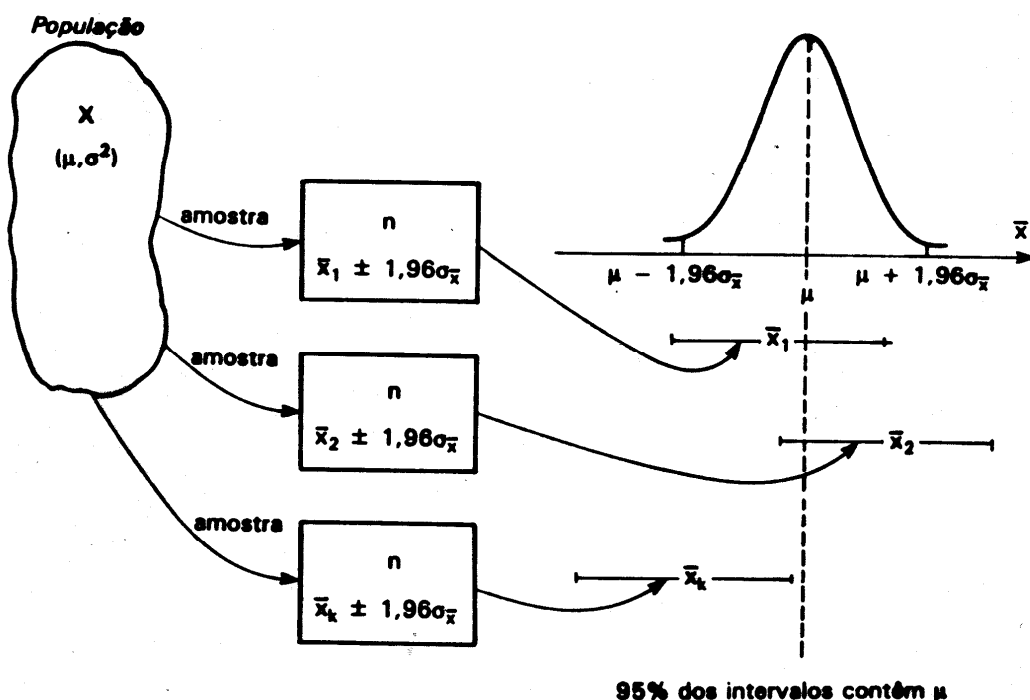 População
X
(μ,σ²)
amostra
n
x̄₁ ± 1,96σx̄
amostra
n
x̄₂ ± 1,96σx̄
amostra
n
x̄ₖ ± 1,96σx̄
x̄
μ − 1,96σx̄
μ
μ + 1,96σx̄
x̄₁
x̄₂
x̄ₖ
95% dos intervalos contêm μ